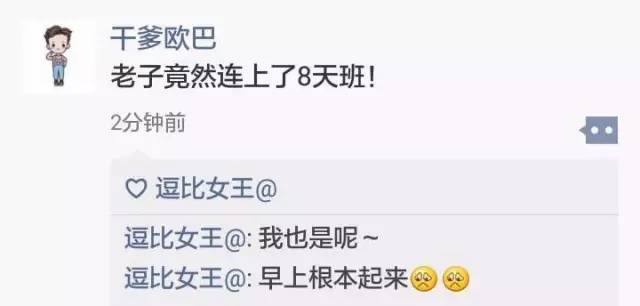 干爹欧巴
老子竟然连上了8天班！
2分钟前
逗比女王@
逗比女王@: 我也是呢～
逗比女王@: 早上根本起来🥺🥺